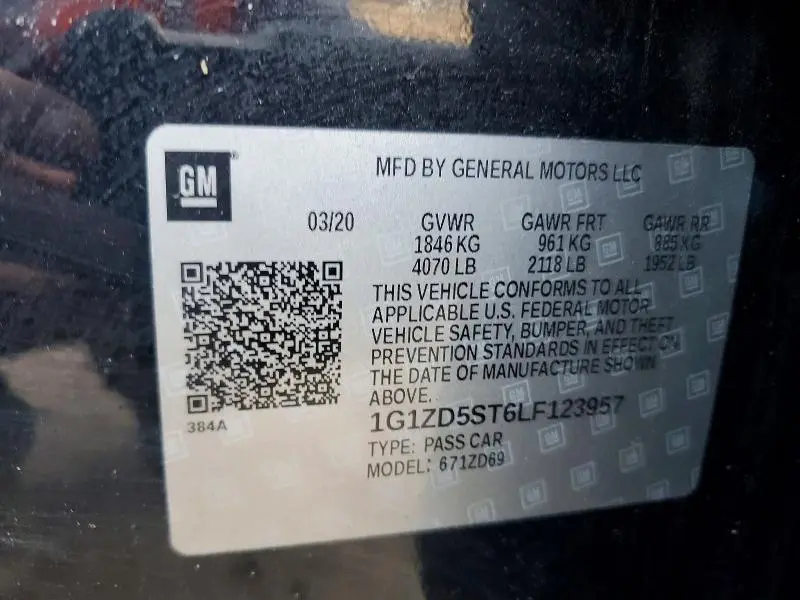 GM
MFD BY GENERAL MOTORS LLC
03/20 GVWR GAWR FRT GAWR RR
1846 KG 961 KG 885 KG
4070 LB 2118 LB 1952 LB
THIS VEHICLE CONFORMS TO ALL
APPLICABLE U.S. FEDERAL MOTOR
VEHICLE SAFETY, BUMPER, AND THEFT
PREVENTION STANDARDS IN EFFECT ON
THE DATE OF MANUFACTURE SHOWN
ABOVE.
384A
1G1ZD5ST6LF123957
TYPE: PASS CAR
MODEL: 671ZD69